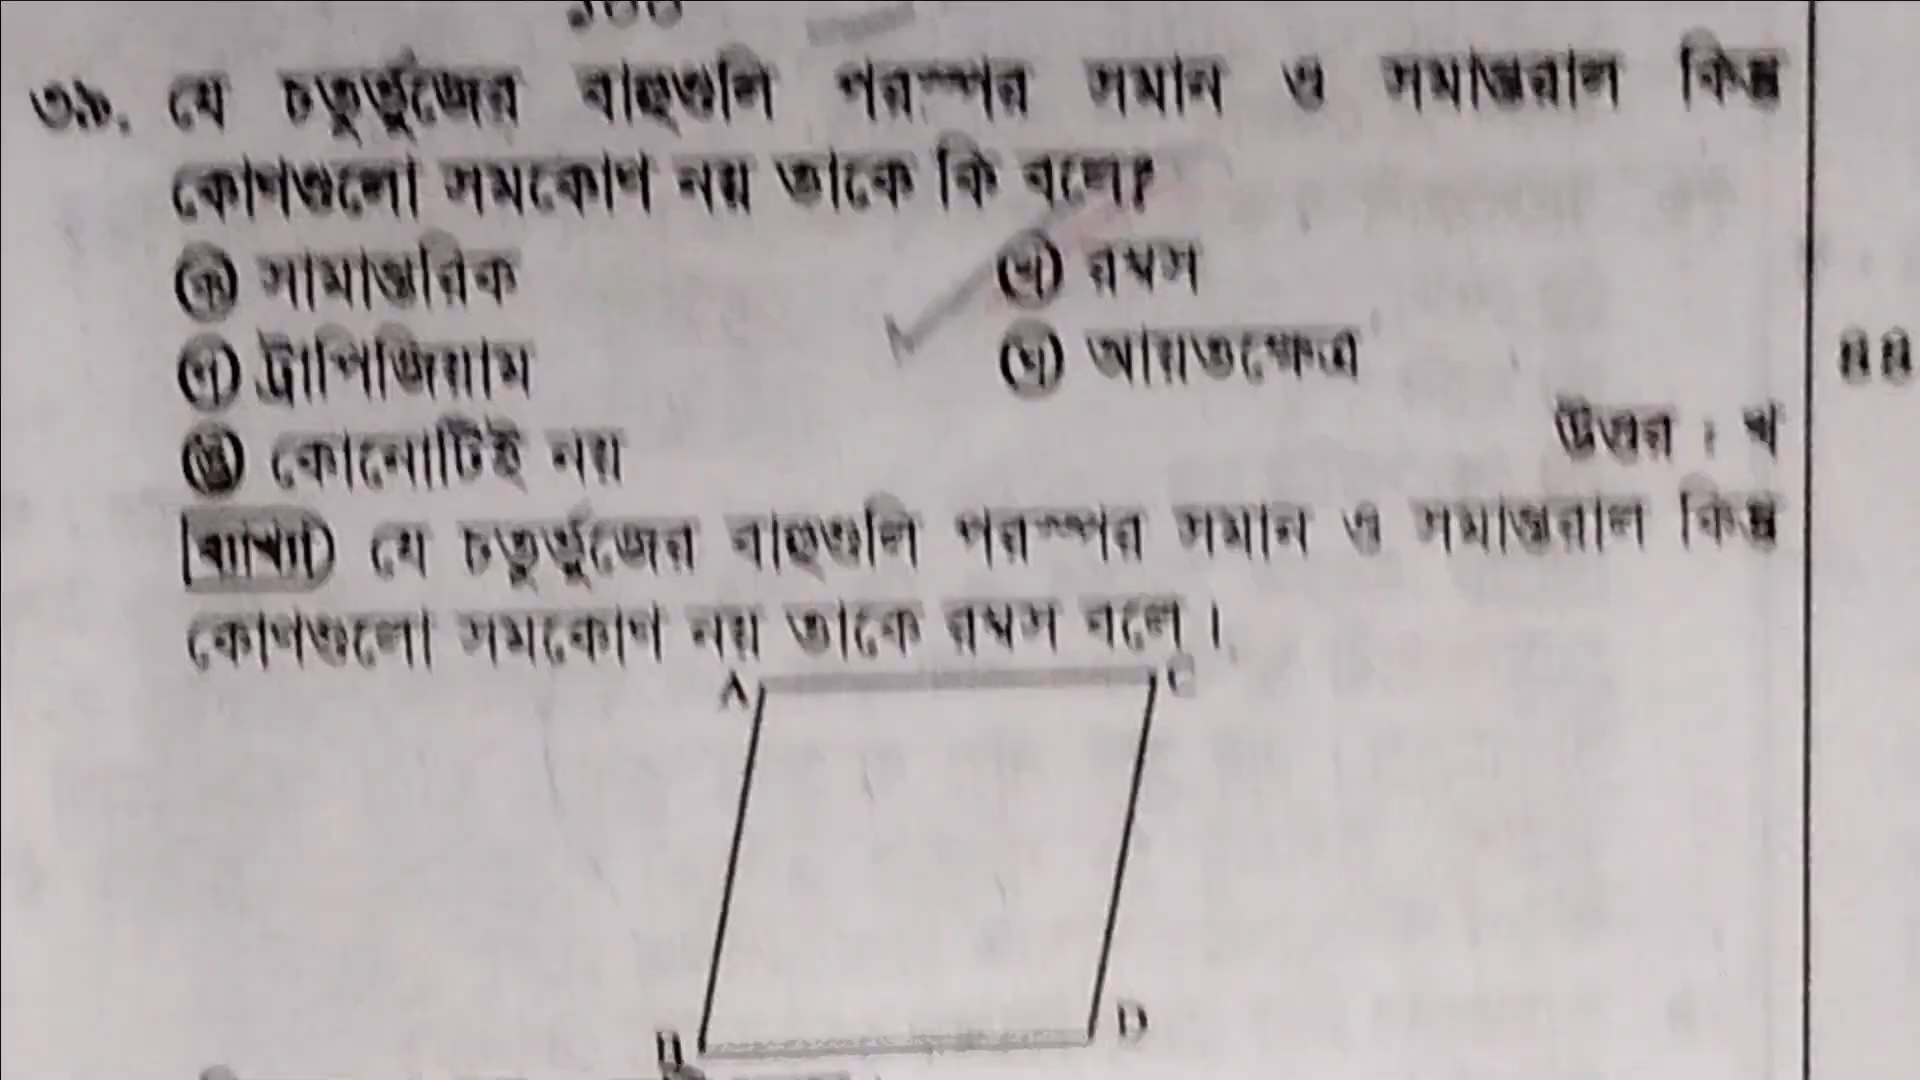 ৩৯. যে চতুর্ভুজের বাহুগুলি পরস্পর সমান ও সমান্তরাল কিন্তু
কোণগুলো সমকোণ নয় তাকে কি বলে?
ক সামান্তরিক
খ রম্বস
গ ট্রাপিজিয়াম
ঘ আয়তক্ষেত্র
ঙ কোনোটিই নয়
উত্তর : খ
ব্যাখ্যা যে চতুর্ভুজের বাহুগুলি পরস্পর সমান ও সমান্তরাল কিন্তু
কোণগুলো সমকোণ নয় তাকে রম্বস বলে।
A
C
B
D